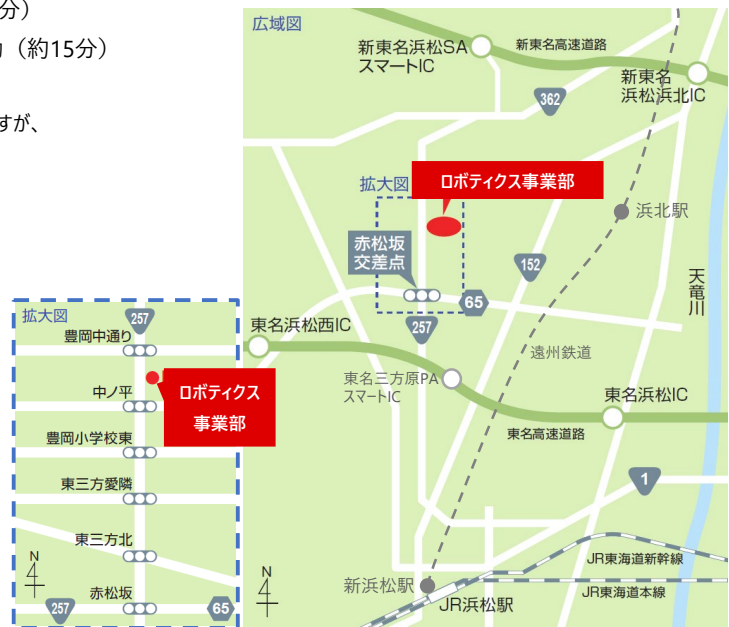 分）
（約15分）
すが、
広域図
新東名浜松SA
スマートIC
新東名高速道路
新東名
浜松浜北IC
362
拡大図
ロボティクス事業部
浜北駅
赤松坂
交差点
152
天竜川
65
257
東名浜松西IC
遠州鉄道
東名三方原PA
スマートIC
東名浜松IC
東名高速道路
1
JR東海道新幹線
新浜松駅
JR東海道本線
JR浜松駅
N
拡大図
257
豊岡中通り
ロボティクス
事業部
中ノ平
豊岡小学校東
東三方愛隣
東三方北
N
赤松坂
257
65